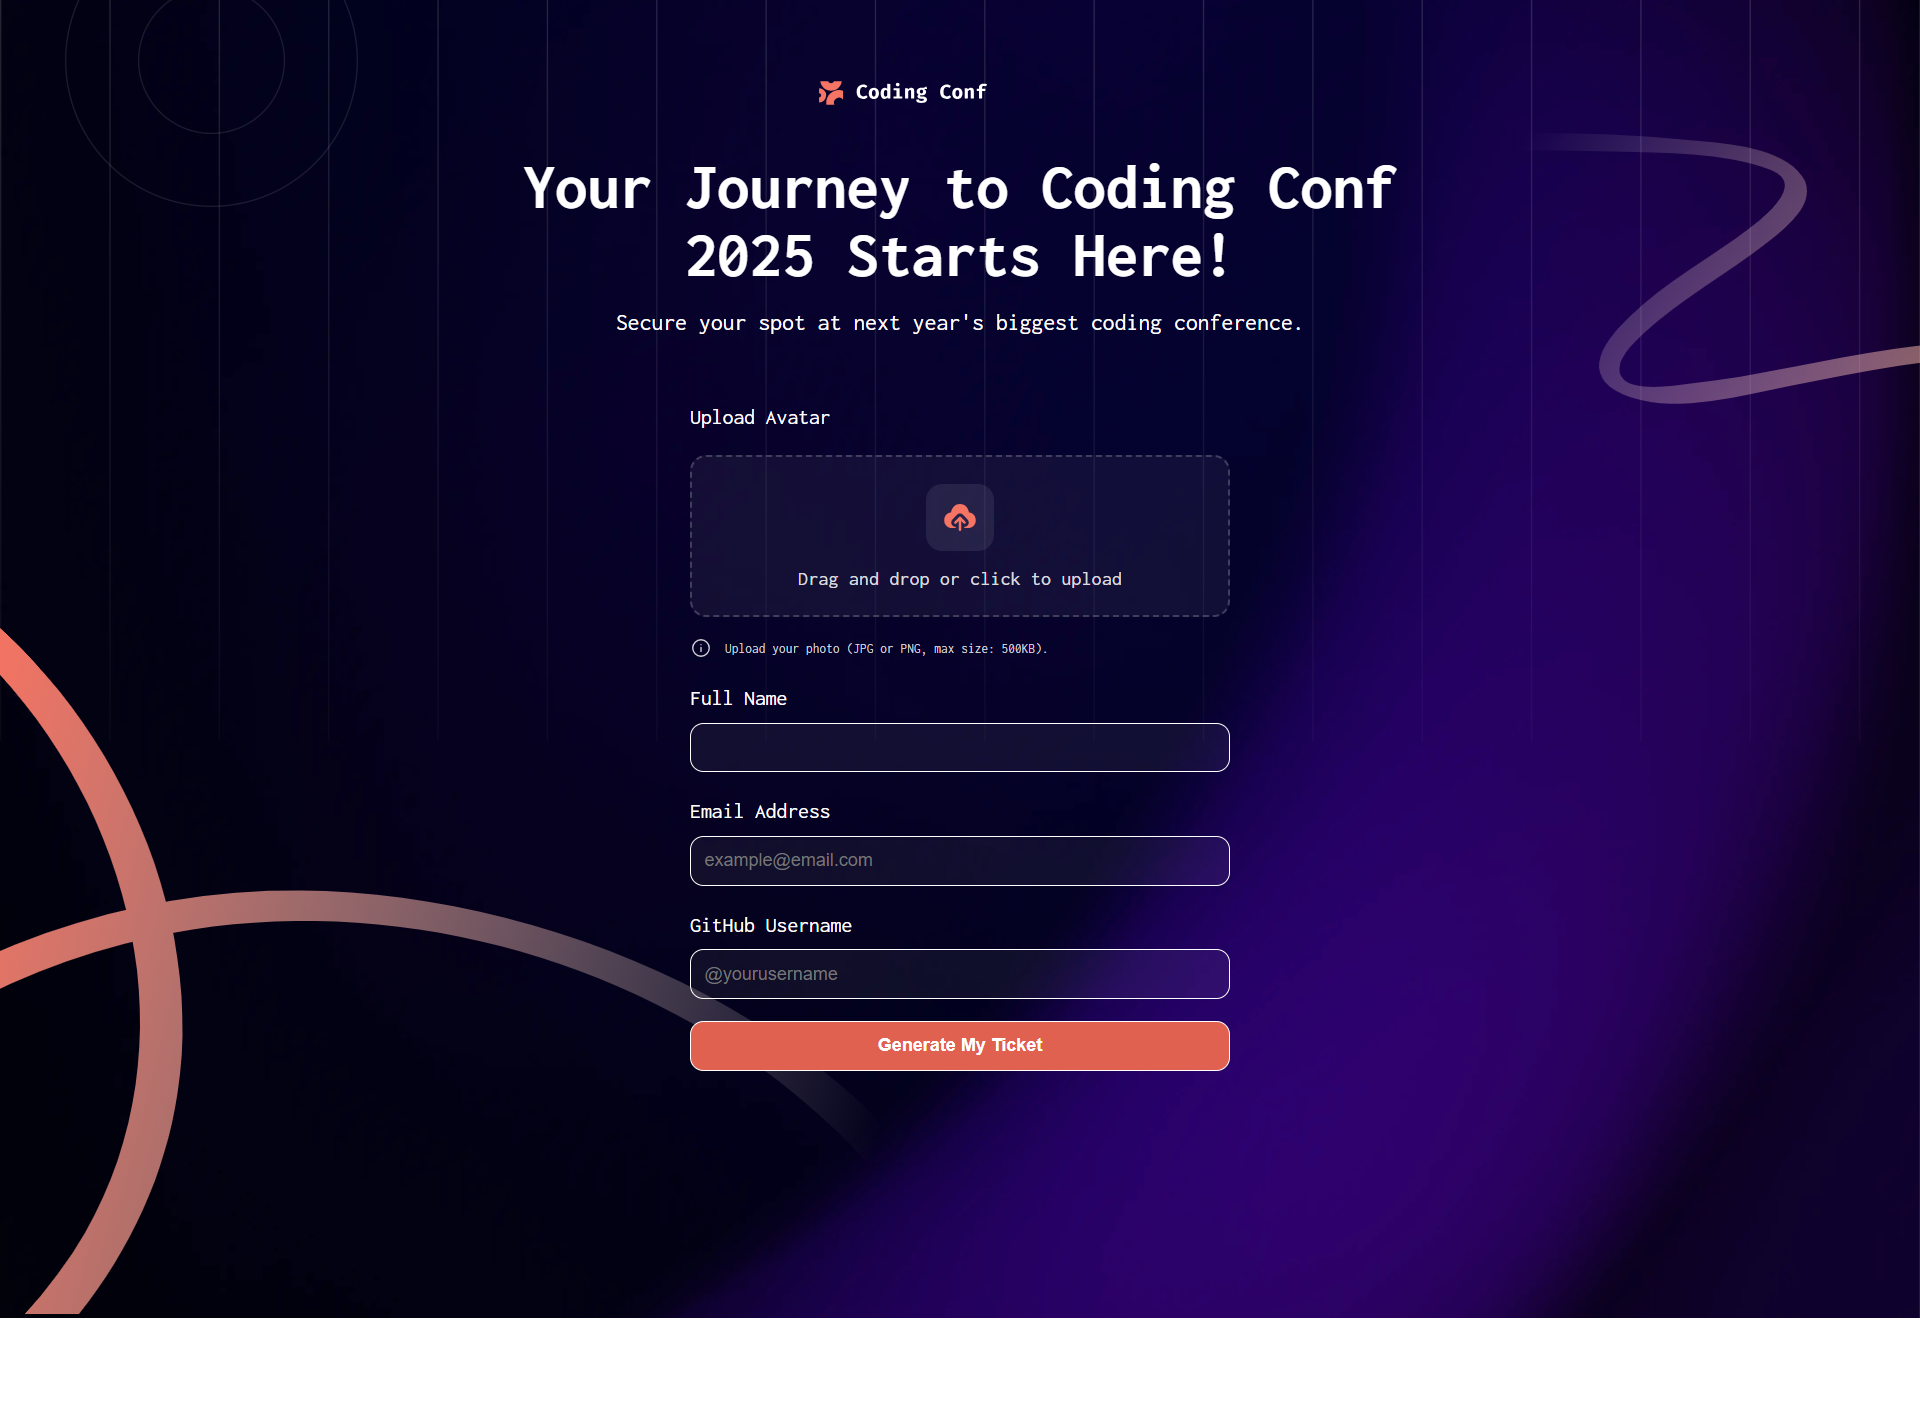 Coding Conf
Your Journey to Coding Conf
2025 Starts Here!
Secure your spot at next year's biggest coding conference.
Upload Avatar
Drag and drop or click to upload
Upload your photo (JPG or PNG, max size: 500KB).
Full Name
Email Address
example@email.com
GitHub Username
@yourusername
Generate My Ticket